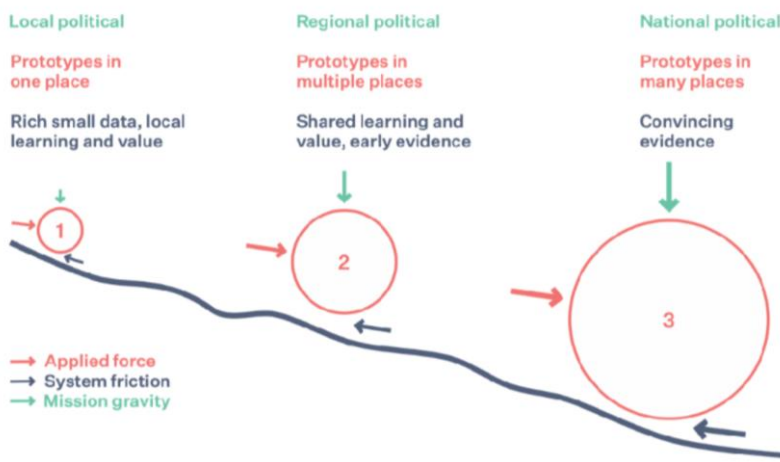 Local political
Prototypes in
one place
Rich small data, local
learning and value
Regional political
Prototypes in
multiple places
Shared learning and
value, early evidence
National political
Prototypes in
many places
Convincing
evidence
1
2
3
Applied force
System friction
Mission gravity